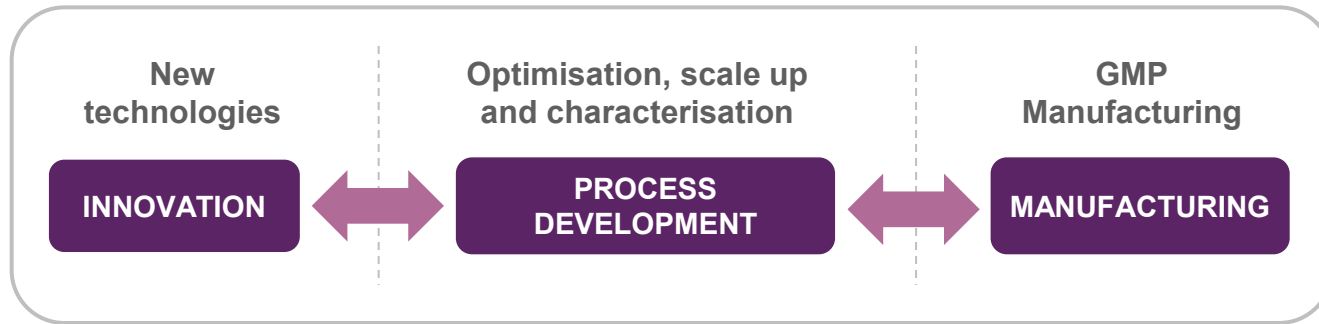 New
technologies
INNOVATION
Optimisation, scale up
and characterisation
PROCESS
DEVELOPMENT
GMP
Manufacturing
MANUFACTURING